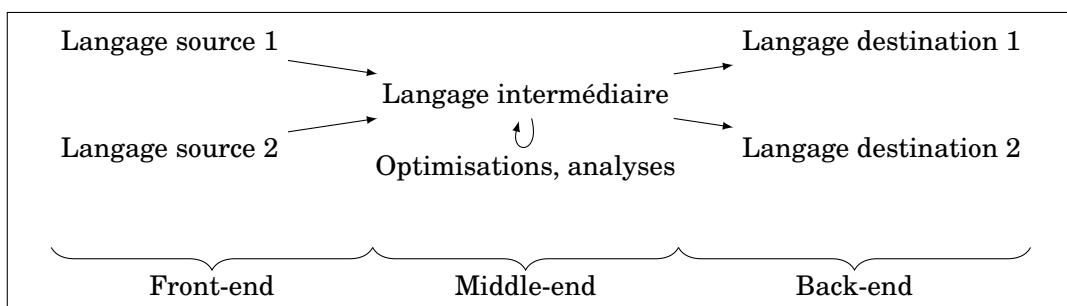 Langage source 1
Langage destination 1
Langage intermédiaire
Langage source 2
Langage destination 2
Optimisations, analyses
Front-end
Middle-end
Back-end